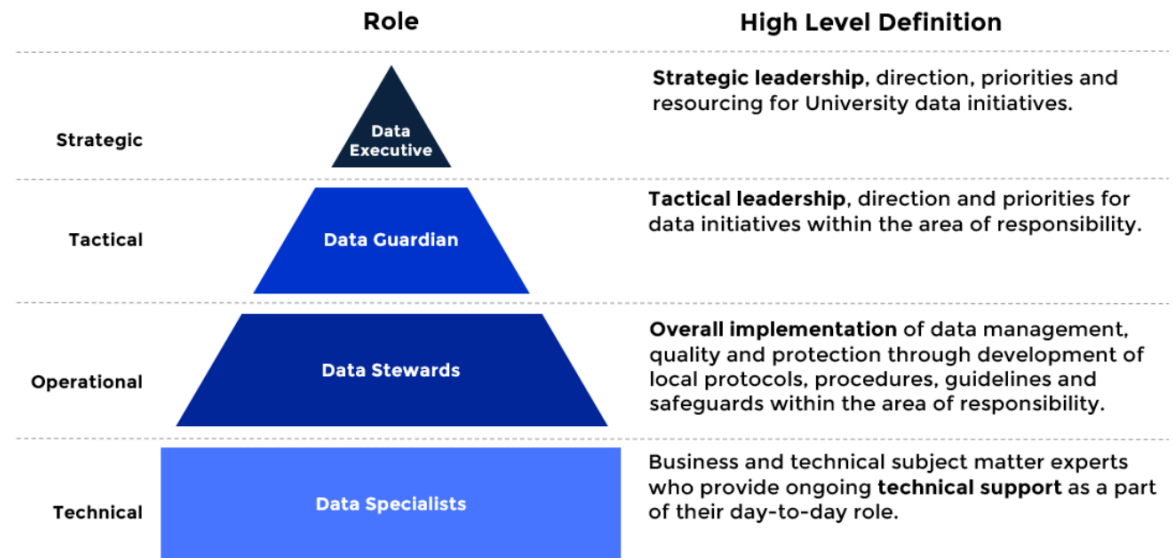 Role
High Level Definition
Strategic
Data
Executive
Strategic leadership, direction, priorities and
resourcing for University data initiatives.
Tactical
Data Guardian
Tactical leadership, direction and priorities for
data initiatives within the area of responsibility.
Operational
Data Stewards
Overall implementation of data management,
quality and protection through development of
local protocols, procedures, guidelines and
safeguards within the area of responsibility.
Technical
Data Specialists
Business and technical subject matter experts
who provide ongoing technical support as a part
of their day-to-day role.